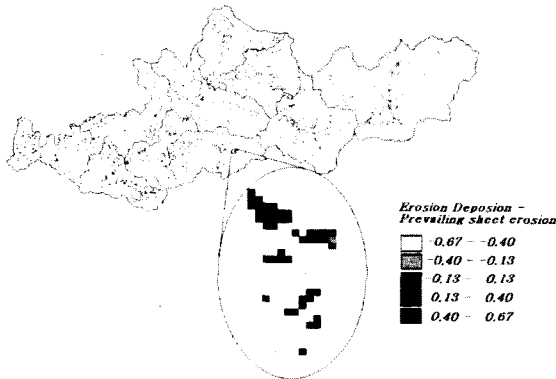 Erosion Deposion –
Prevailing sheet erosion
-0.67 – -0.40
-0.40 – -0.13
-0.13 – 0.13
0.13 – 0.40
0.40 – 0.67